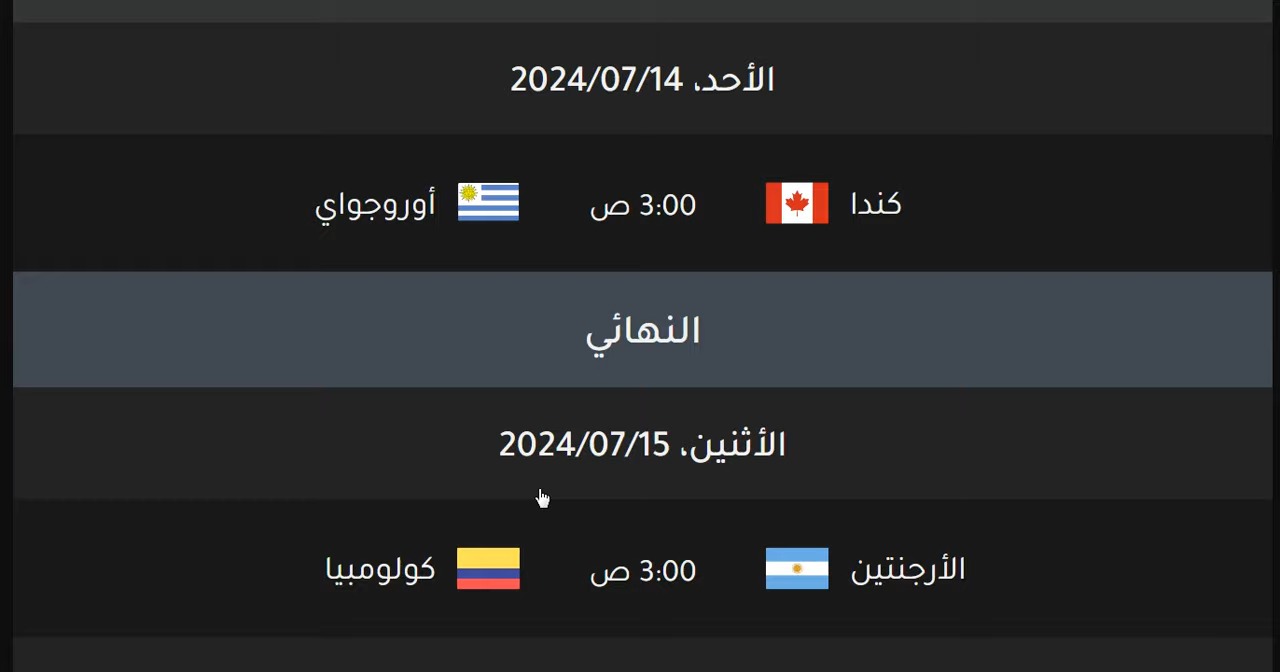 الأحد، 2024/07/14
كندا 3:00 ص أوروجواي
النهائي
الأثنين، 2024/07/15
الأرجنتين 3:00 ص كولومبيا